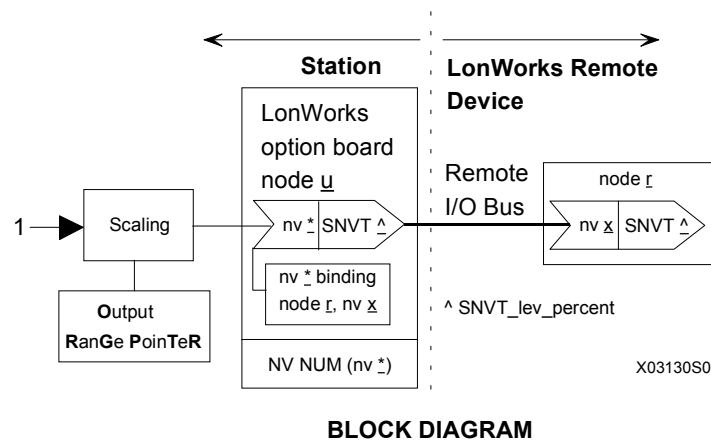 Station
LonWorks Remote
Device
LonWorks
option board
node u
Remote
I/O Bus
node r
1
Scaling
nv * SNVT ^
nv x SNVT ^
nv * binding
node r, nv x
Output
RanGe PoinTeR
^ SNVT_lev_percent
NV NUM (nv *)
X03130S0
BLOCK DIAGRAM